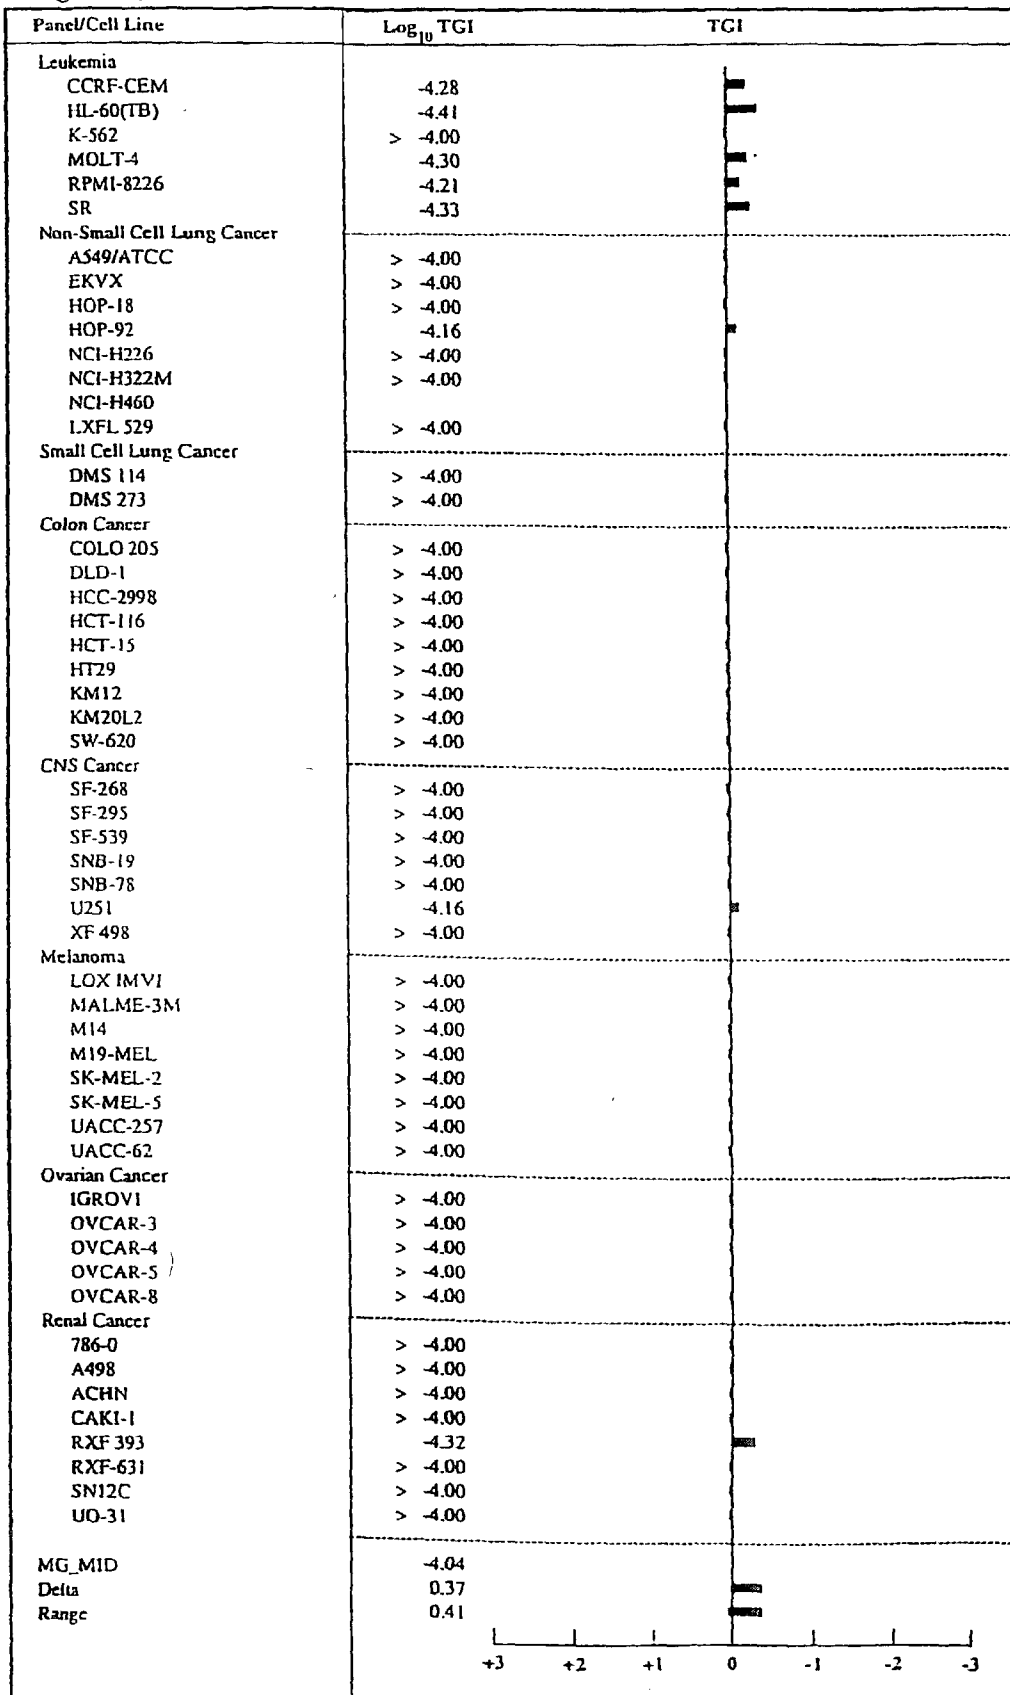 Panel/Cell Line Log10 TGI TGI
Leukemia
CCRF-CEM -4.28
HL-60(TB) -4.41
K-562 > -4.00
MOLT-4 -4.30
RPMI-8226 -4.21
SR -4.33
Non-Small Cell Lung Cancer
A549/ATCC > -4.00
EKVX > -4.00
HOP-18 > -4.00
HOP-92 -4.16
NCI-H226 > -4.00
NCI-H322M > -4.00
NCI-H460
LXFL 529 > -4.00
Small Cell Lung Cancer
DMS 114 > -4.00
DMS 273 > -4.00
Colon Cancer
COLO 205 > -4.00
DLD-1 > -4.00
HCC-2998 > -4.00
HCT-116 > -4.00
HCT-15 > -4.00
HT29 > -4.00
KM12 > -4.00
KM20L2 > -4.00
SW-620 > -4.00
CNS Cancer
SF-268 > -4.00
SF-295 > -4.00
SF-539 > -4.00
SNB-19 > -4.00
SNB-78 > -4.00
U251 -4.16
XF 498 > -4.00
Melanoma
LOX IMVI > -4.00
MALME-3M > -4.00
M14 > -4.00
M19-MEL > -4.00
SK-MEL-2 > -4.00
SK-MEL-5 > -4.00
UACC-257 > -4.00
UACC-62 > -4.00
Ovarian Cancer
IGROV1 > -4.00
OVCAR-3 > -4.00
OVCAR-4 > -4.00
OVCAR-5 > -4.00
OVCAR-8 > -4.00
Renal Cancer
786-0 > -4.00
A498 > -4.00
ACHN > -4.00
CAKI-1 > -4.00
RXF 393 -4.32
RXF-631 > -4.00
SN12C > -4.00
UO-31 > -4.00
MG_MID -4.04
Delta 0.37
Range 0.41
+3 +2 +1 0 -1 -2 -3